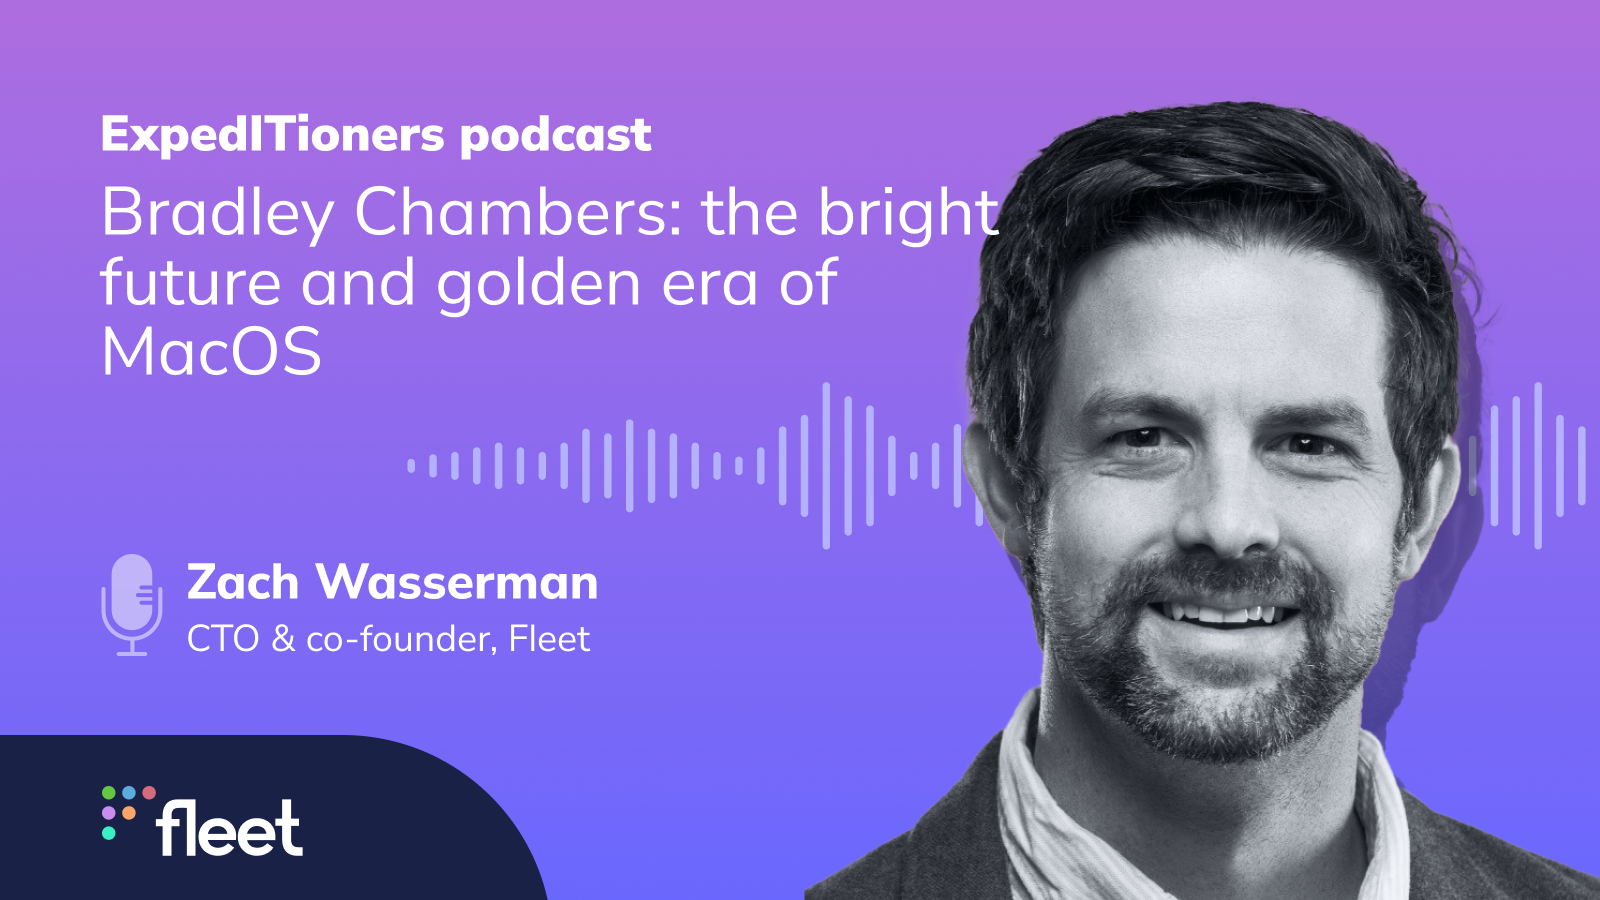 ExpedITioners podcast
Bradley Chambers: the bright
future and golden era of
MacOS
Zach Wasserman
CTO & co-founder, Fleet
fleet